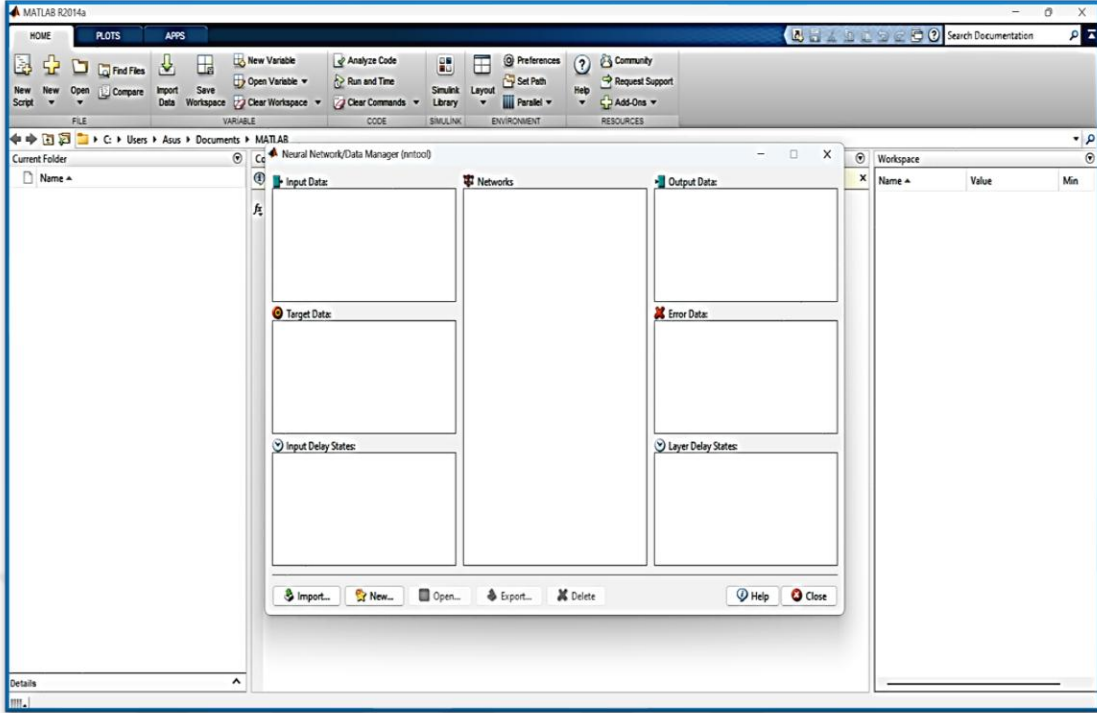 MATLAB R2014a
HOME PLOTS APPS
Search Documentation
New Script
New
Open
Find Files
Compare
Import Data
Save Workspace
New Variable
Open Variable
Clear Workspace
Analyze Code
Run and Time
Clear Commands
Simulink Library
Layout
Preferences
Set Path
Parallel
Help
Community
Request Support
Add-Ons
FILE VARIABLE CODE SIMULINK ENVIRONMENT RESOURCES
C: Users Asus Documents MATLAB
Current Folder
Name
Co
fx
Neural Network/Data Manager (nntool)
Input Data:
Networks
Output Data:
Target Data:
Error Data:
Input Delay States:
Layer Delay States:
Import... New... Open... Export... Delete Help Close
Workspace
Name Value Min
Details